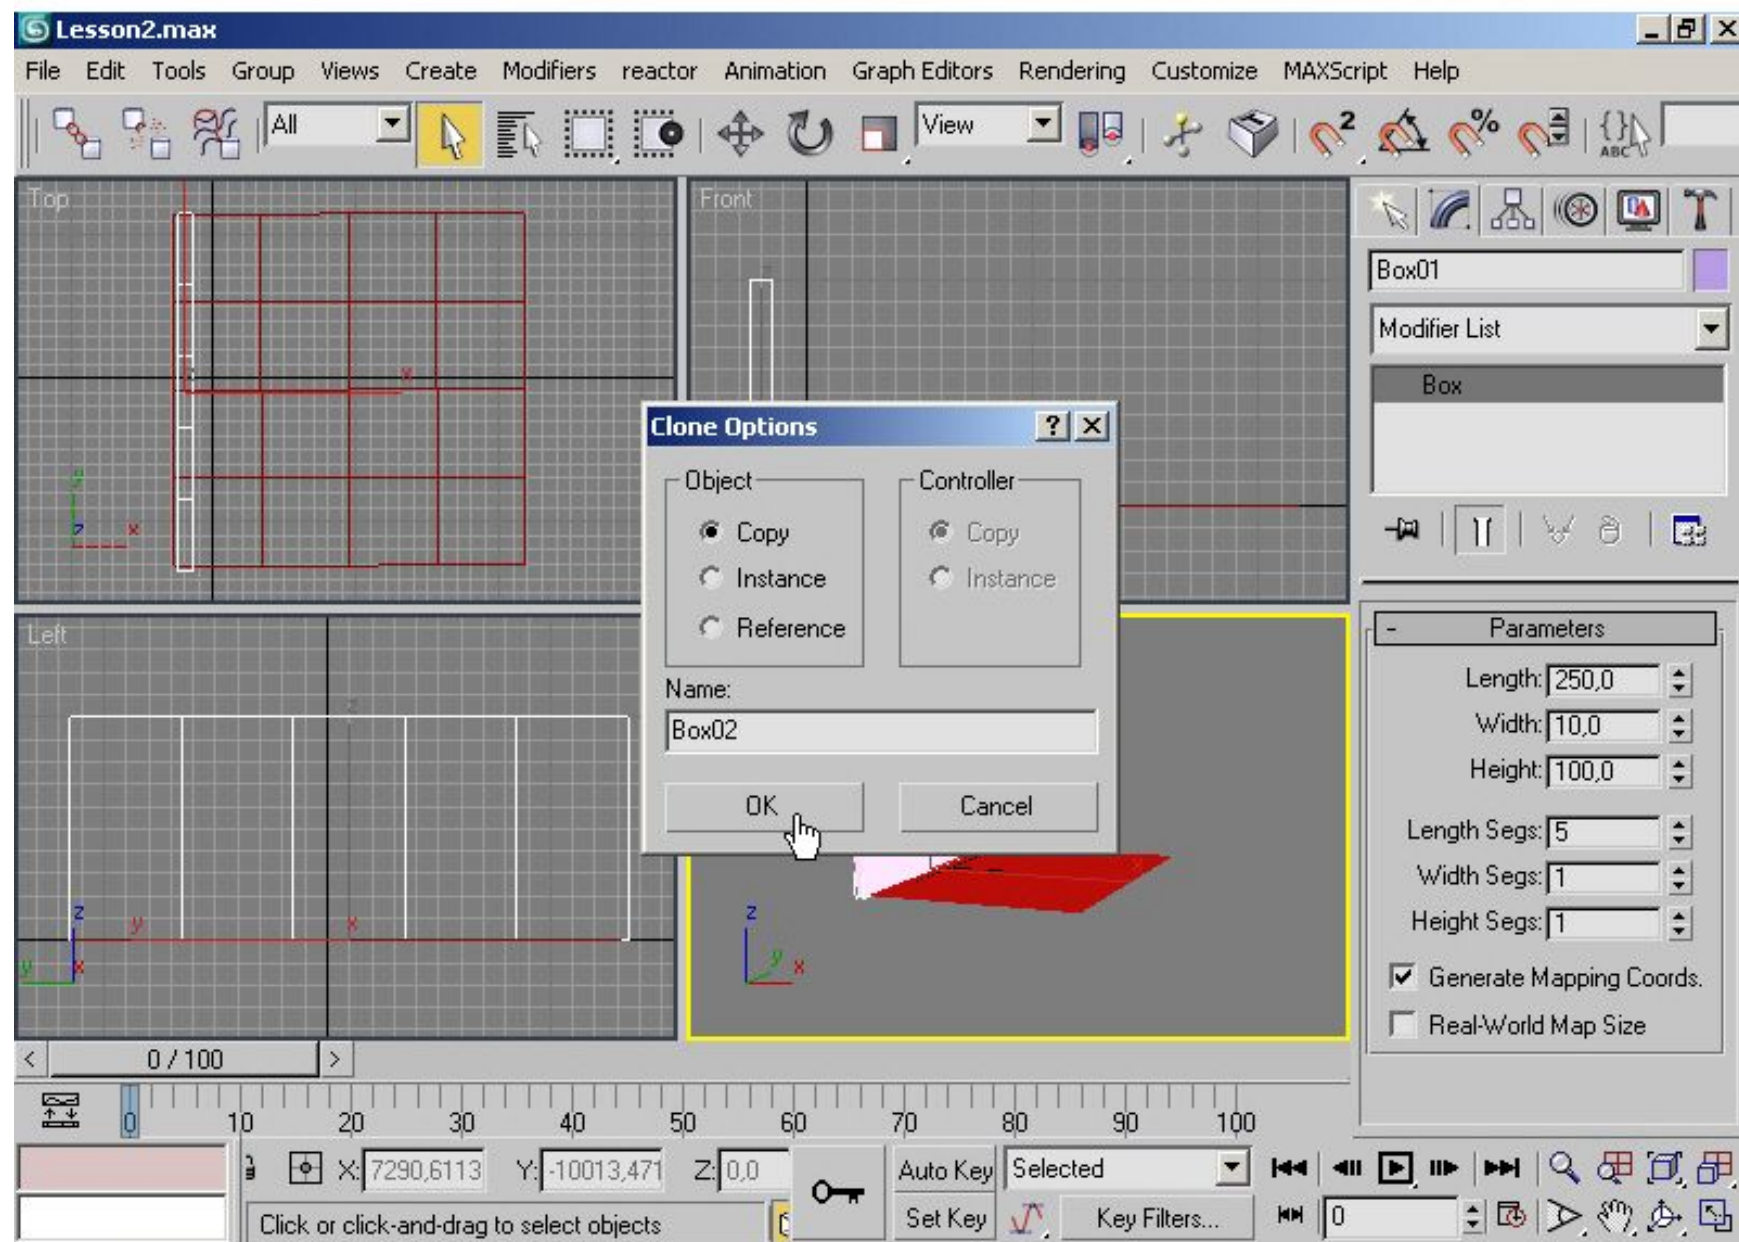 Lesson2.max
File Edit Tools Group Views Create Modifiers reactor Animation Graph Editors Rendering Customize MAXScript Help
All View 2 % {} ABC
Top Front
Box01
Modifier List
Box
x
y
z x
Clone Options ? X
Object Controller
Copy Copy
Instance Instance
Reference
Name:
Box02
OK Cancel
Left
z
z
y x
y x
z
y x
- Parameters
Length: 250,0
Width: 10,0
Height: 100,0
Length Segs: 5
Width Segs: 1
Height Segs: 1
Generate Mapping Coords.
Real-World Map Size
< 0 / 100 >
0 10 20 30 40 50 60 70 80 90 100
X: 7290,6113 Y: -10013,471 Z: 0,0 Auto Key Selected
Click or click-and-drag to select objects Set Key Key Filters... 0